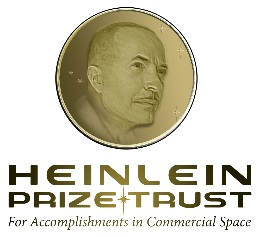 HEINLEIN
PRIZE TRUST
For Accomplishments in Commercial Space